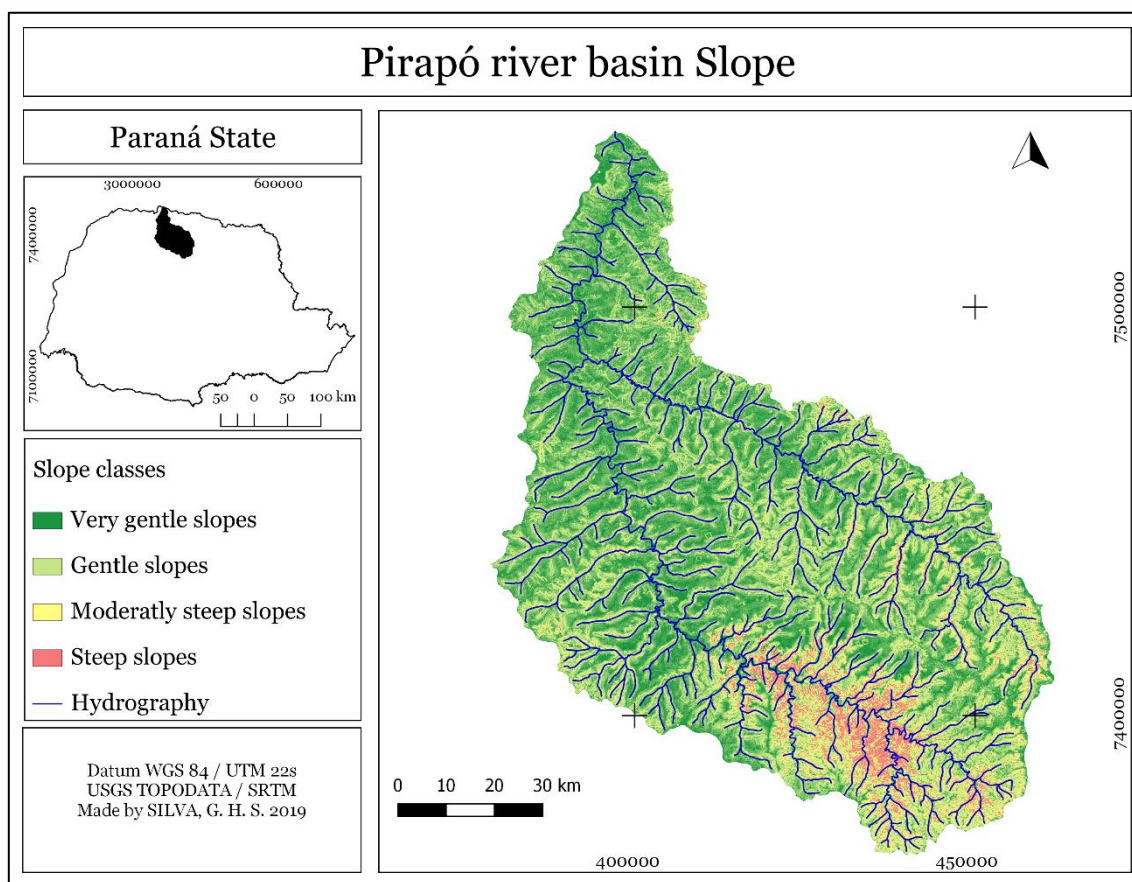 Pirapó river basin Slope
Paraná State
3000000
600000
7400000
7100000
50 0 50 100 km
Slope classes
Very gentle slopes
Gentle slopes
Moderatly steep slopes
Steep slopes
Hydrography
Datum WGS 84 / UTM 22s
USGS TOPODATA / SRTM
Made by SILVA, G. H. S. 2019
7500000
7400000
0 10 20 30 km
400000
450000